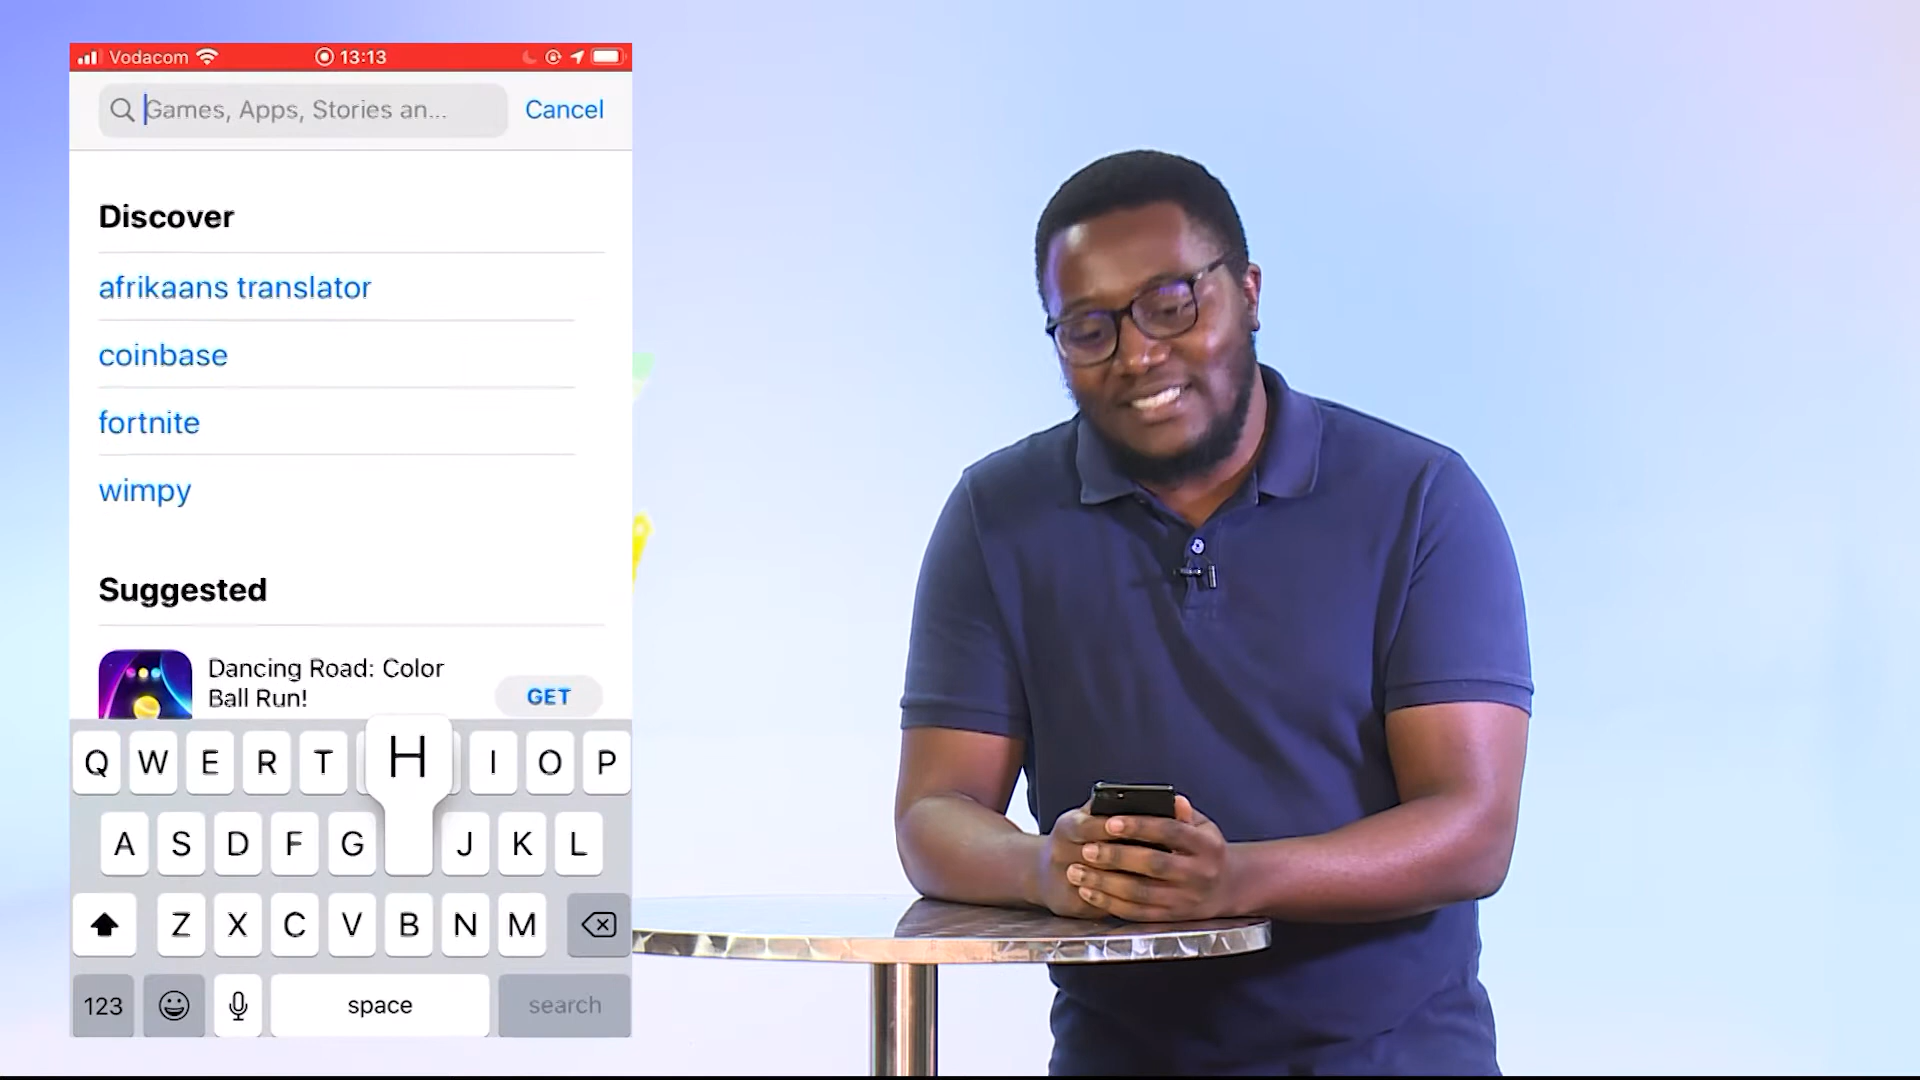 Vodacom 13:13
Games, Apps, Stories an... Cancel
Discover
afrikaans translator
coinbase
fortnite
wimpy
Suggested
Dancing Road: Color
Ball Run!
GET
Q W E R T H I O P
A S D F G J K L
Z X C V B N M
123 space search